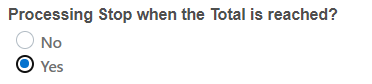 Processing Stop when the Total is reached?
No
Yes